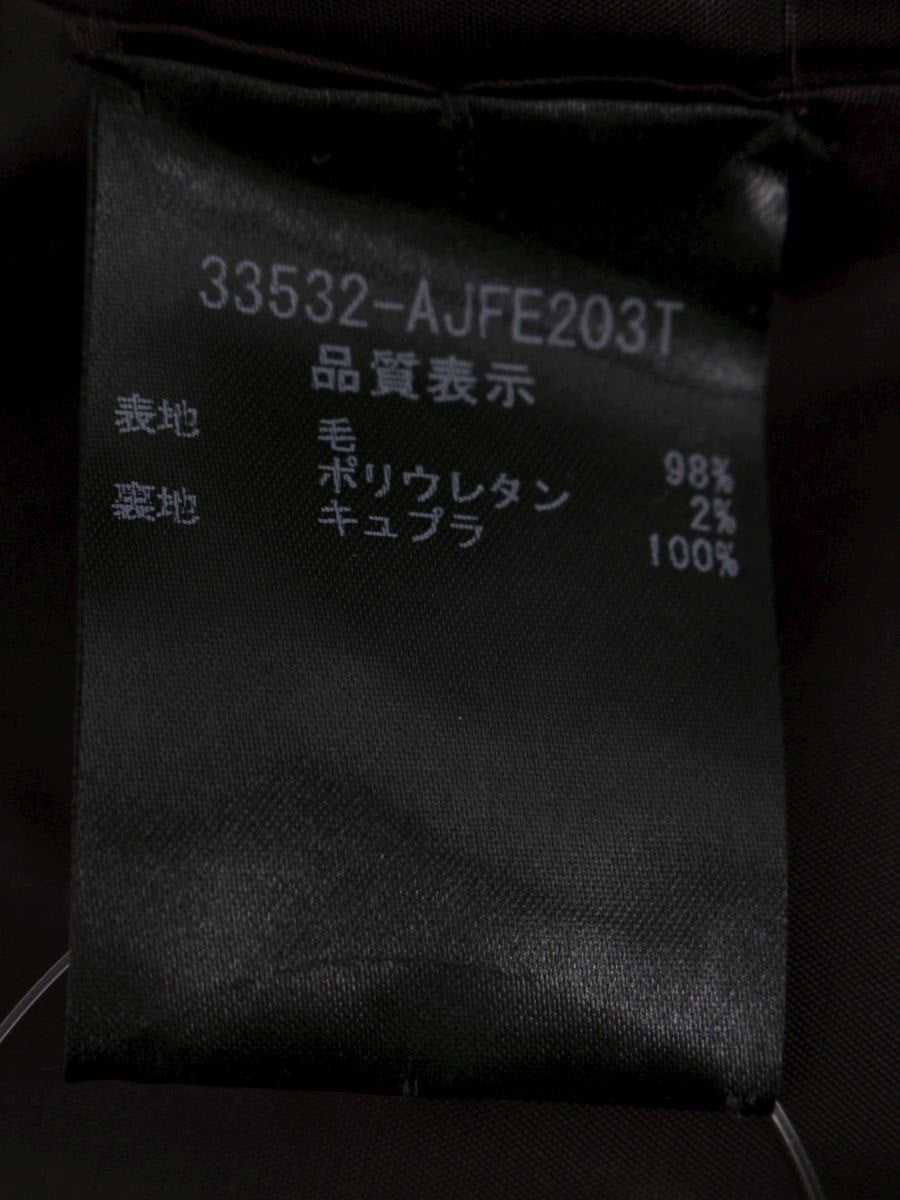 33532-AJFE203T
品質表示
表地 毛 98%
ポリウレタン 2%
裏地 キュプラ 100%